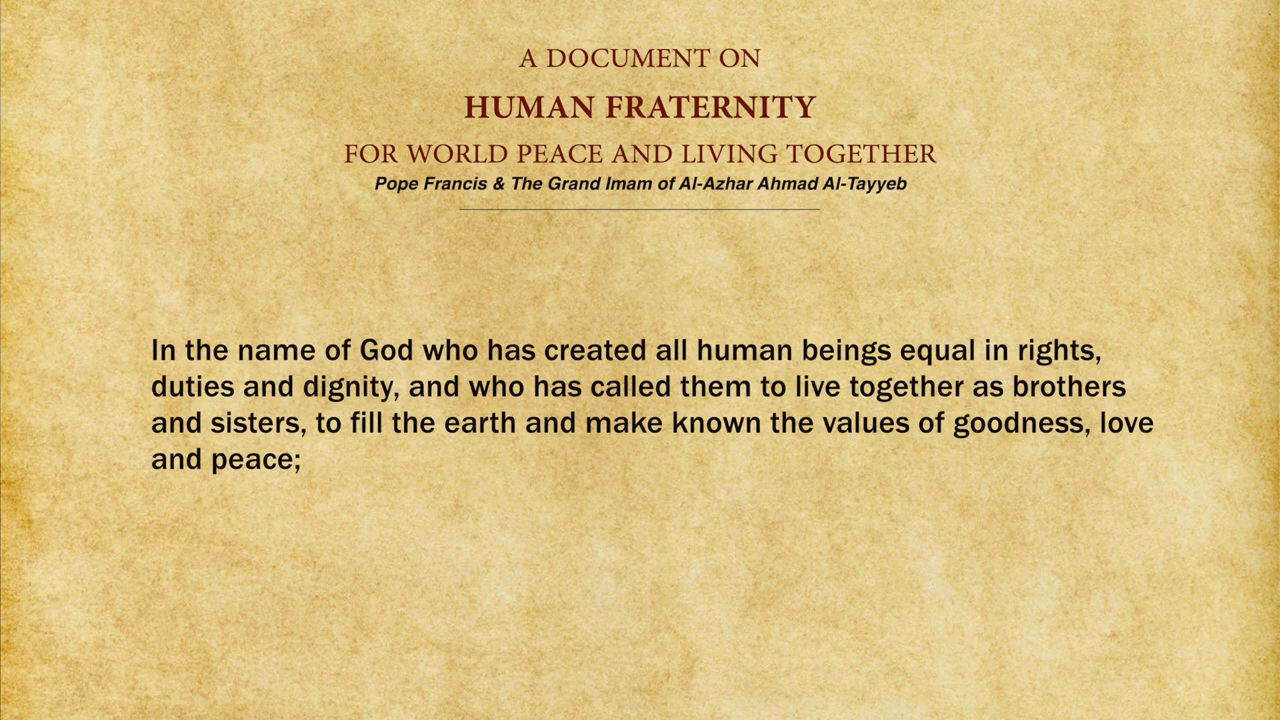 A DOCUMENT ON
HUMAN FRATERNITY
FOR WORLD PEACE AND LIVING TOGETHER
Pope Francis & The Grand Imam of Al-Azhar Ahmad Al-Tayyeb
In the name of God who has created all human beings equal in rights,
duties and dignity, and who has called them to live together as brothers
and sisters, to fill the earth and make known the values of goodness, love
and peace;